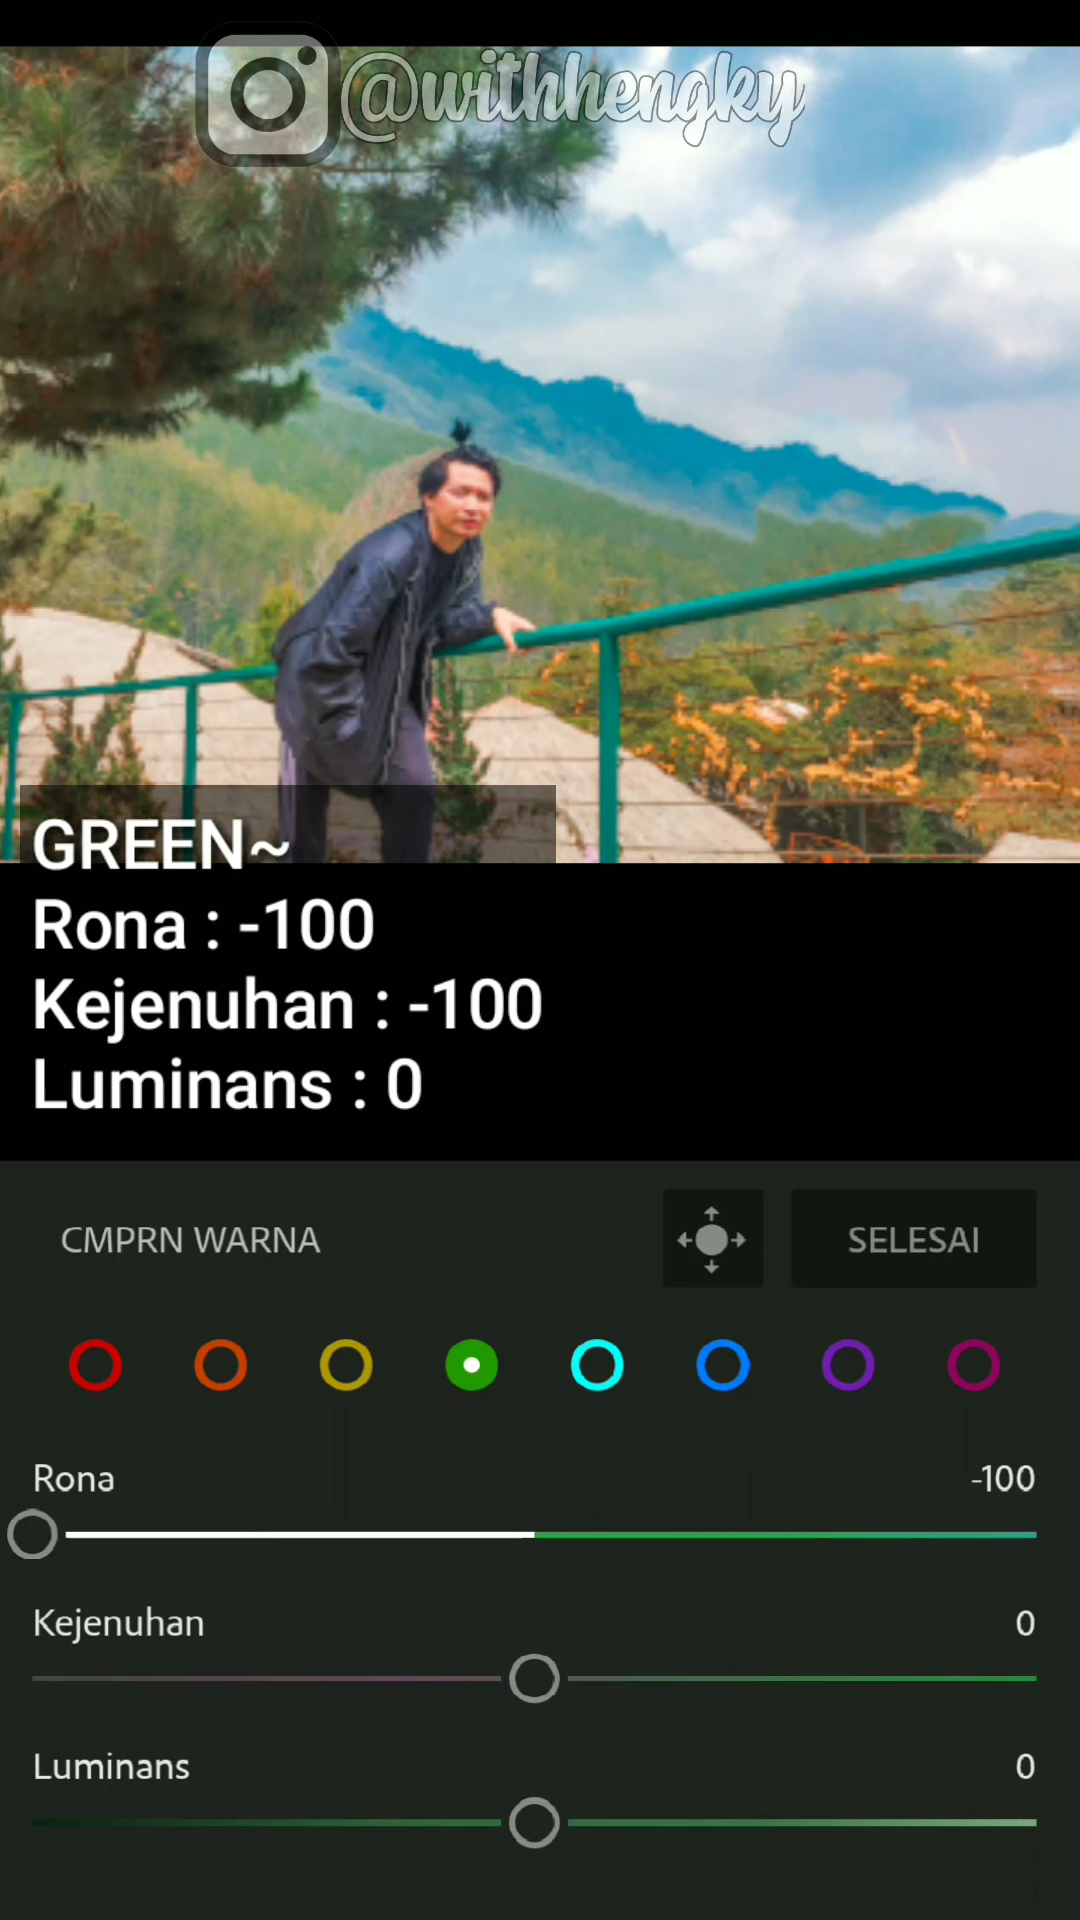 @withhengky
GREEN~
Rona : -100
Kejenuhan : -100
Luminans : 0
CMPRN WARNA
SELESAI
Rona
-100
Kejenuhan
0
Luminans
0